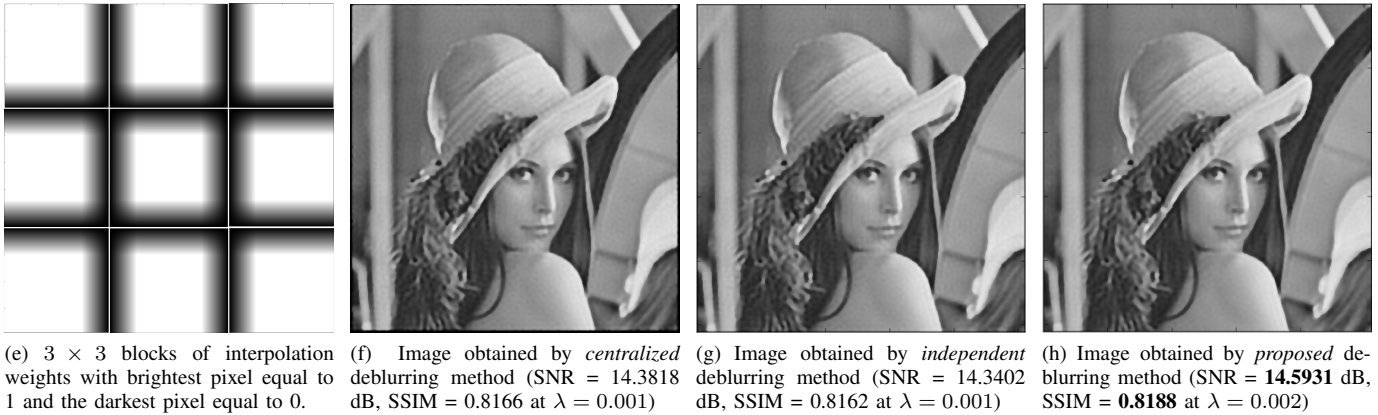 (e) 3 × 3 blocks of interpolation
weights with brightest pixel equal to
1 and the darkest pixel equal to 0.
(f) Image obtained by centralized
deblurring method (SNR = 14.3818
dB, SSIM = 0.8166 at λ = 0.001)
(g) Image obtained by independent
deblurring method (SNR = 14.3402
dB, SSIM = 0.8162 at λ = 0.001)
(h) Image obtained by proposed de-
blurring method (SNR = 14.5931 dB,
SSIM = 0.8188 at λ = 0.002)